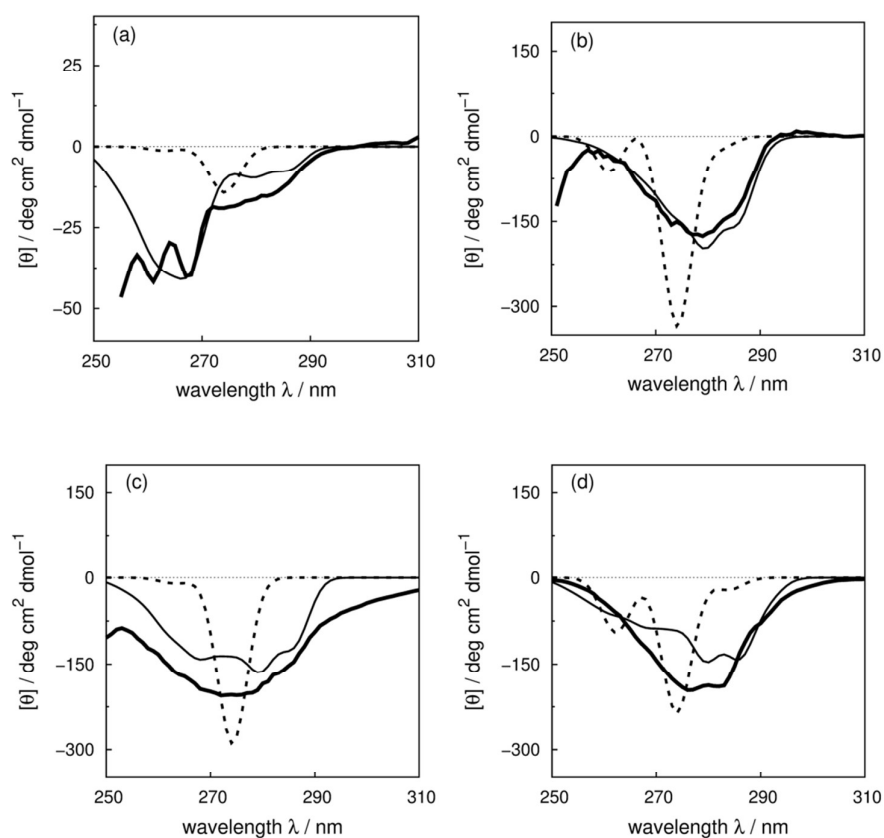 (a)
25
0
−25
−50
[θ] / deg cm² dmol⁻¹
250 270 290 310
wavelength λ / nm
(b)
150
0
−150
−300
[θ] / deg cm² dmol⁻¹
250 270 290 310
wavelength λ / nm
(c)
150
0
−150
−300
[θ] / deg cm² dmol⁻¹
250 270 290 310
wavelength λ / nm
(d)
150
0
−150
−300
[θ] / deg cm² dmol⁻¹
250 270 290 310
wavelength λ / nm